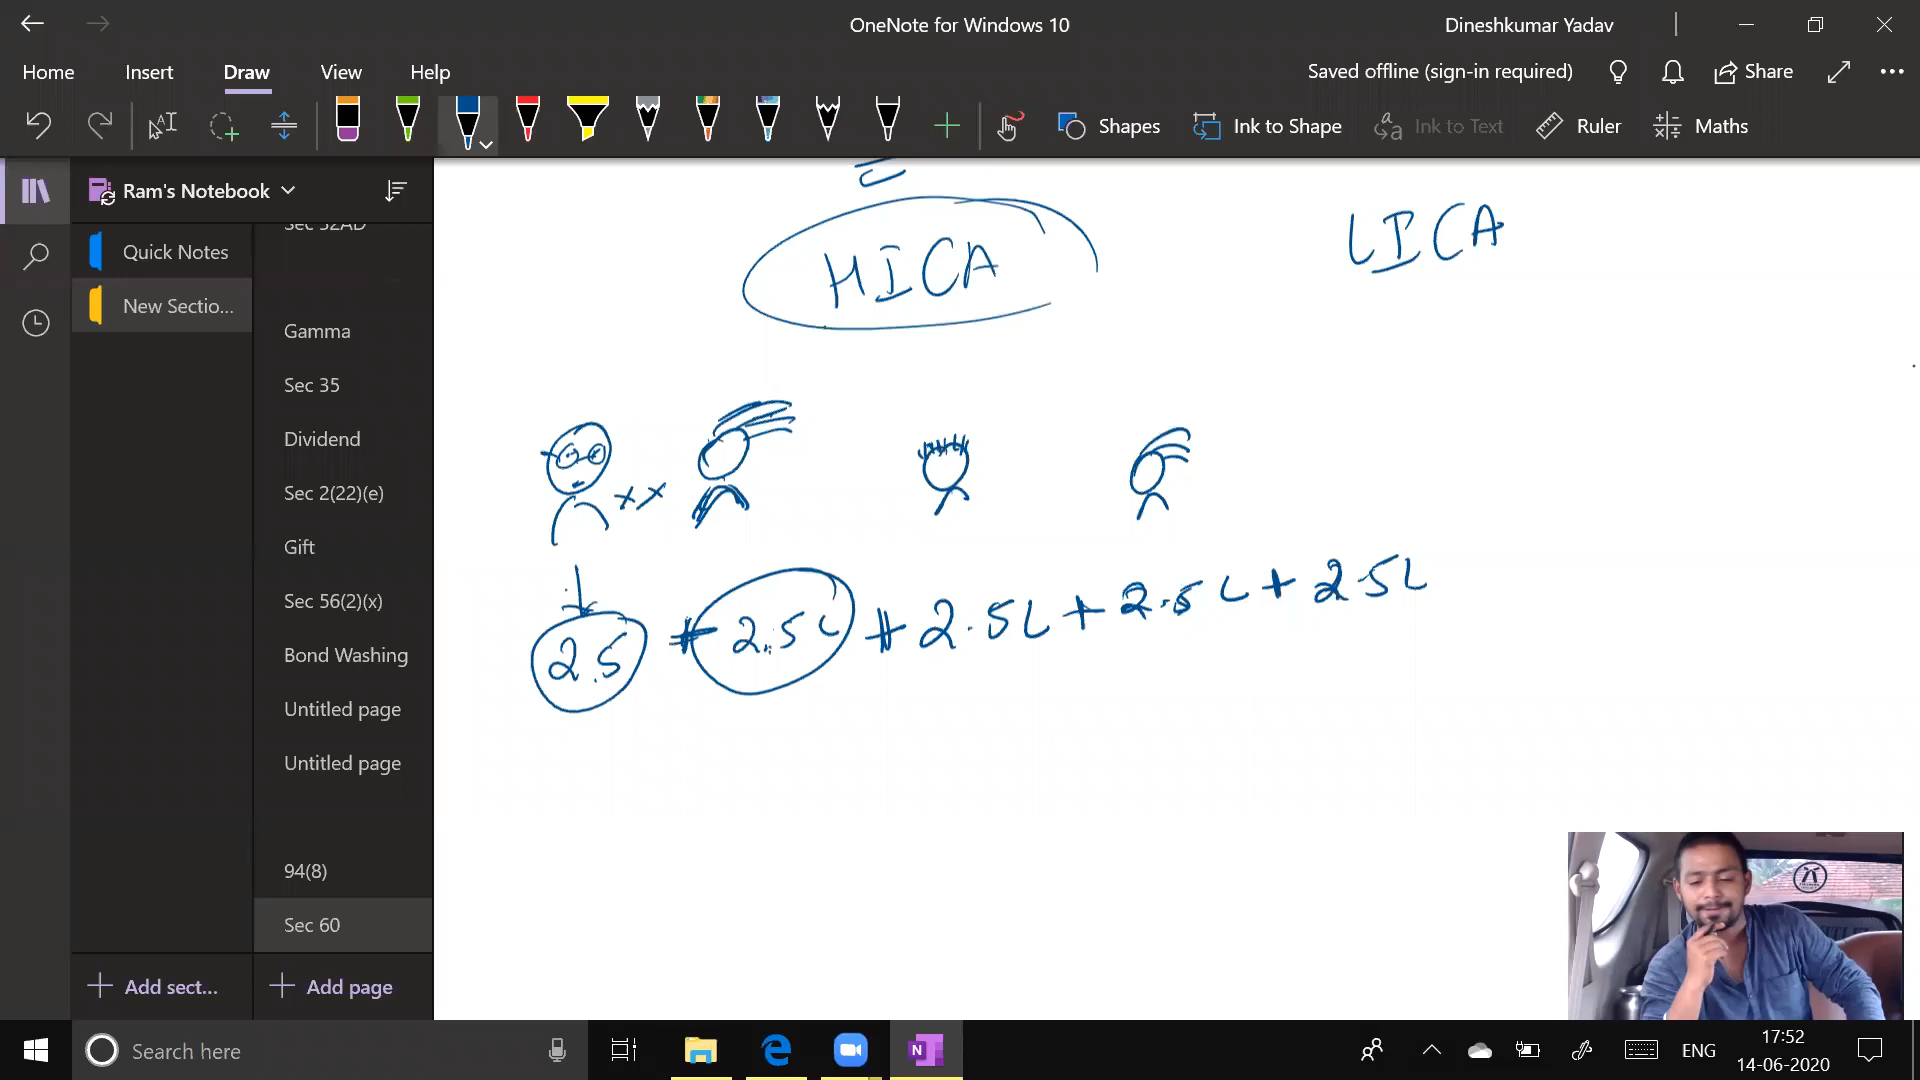 OneNote for Windows 10
Dineshkumar Yadav
Home Insert Draw View Help
Saved offline (sign-in required)
Share
Shapes
Ink to Shape
Ink to Text
Ruler
Maths
Ram's Notebook
Quick Notes
New Sectio...
Sec 52AD
Gamma
Sec 35
Dividend
Sec 2(22)(e)
Gift
Sec 56(2)(x)
Bond Washing
Untitled page
Untitled page
94(8)
Sec 60
Add sect...
Add page
HICA
LICA
xx
2.5 + 2.5L + 2.5L + 2.5L + 2.5L
Search here
ENG
17:52
14-06-2020